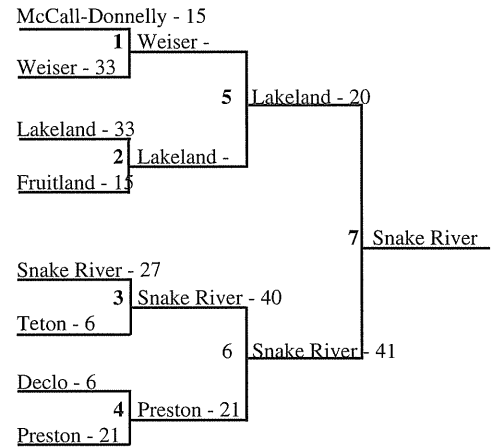 McCall-Donnelly - 15
1 Weiser -
Weiser - 33
5 Lakeland - 20
Lakeland - 33
2 Lakeland -
Fruitland - 15
7 Snake River
Snake River - 27
3 Snake River - 40
Teton - 6
6 Snake River - 41
Declo - 6
4 Preston - 21
Preston - 21